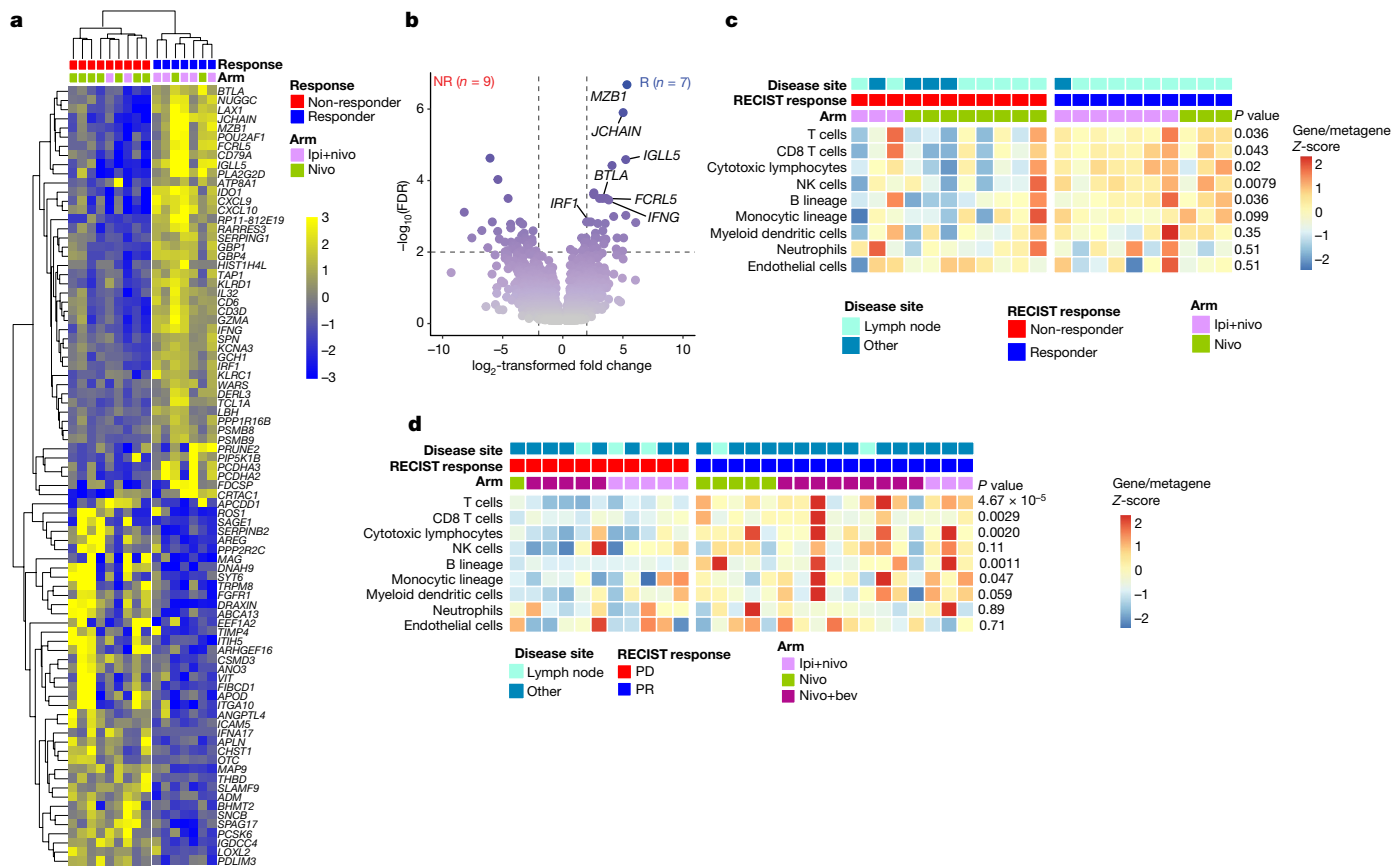 a
Response
Arm
BTLA
NUGGC
LAX1
JCHAIN
MZB1
POU2AF1
FCRL5
CD79A
IGLL5
PLA2G2D
ATP8A1
IDO1
CXCL9
CXCL10
RP11-812E19
RARRES3
SERPING1
GBP1
GBP4
HIST1H4L
TAP1
KLRD1
IL32
CD6
CD3D
GZMA
IFNG
SPN
KCNA3
GCH1
IRF1
KLRC1
WARS
DERL3
TCL1A
LBH
PPP1R16B
PSMB8
PSMB9
PRUNE2
PIP5K1B
PCDHA3
PCDHA2
FDCSP
CRTAC1
APCDD1
ROS1
SAGE1
SERPINB2
AREG
PPP2R2C
MAG
DNAH9
SYT6
TRPM8
FGFR1
DRAXIN
ABCA13
EEF1A2
TIMP4
ITIH5
ARHGEF16
CSMD3
ANO3
VIT
FIBCD1
APOD
ITGA10
ANGPTL4
ICAM5
IFNA17
APLN
CHST1
OTC
MAP9
THBD
SLAMF9
ADM
BHMT2
SNCB
SPAG17
PCSK6
IGDCC4
LOXL2
PDLIM3
Response
Non-responder
Responder
Arm
Ipi+nivo
Nivo
3
2
1
0
−1
−2
−3
b
NR (n = 9)
R (n = 7)
MZB1
JCHAIN
IGLL5
BTLA
FCRL5
IRF1
IFNG
6
4
2
0
−log10(FDR)
−10
−5
0
5
10
log2-transformed fold change
c
Disease site
RECIST response
Arm
P value
T cells 0.036
CD8 T cells 0.043
Cytotoxic lymphocytes 0.02
NK cells 0.0079
B lineage 0.036
Monocytic lineage 0.099
Myeloid dendritic cells 0.35
Neutrophils 0.51
Endothelial cells 0.51
Gene/metagene
Z-score
2
1
0
−1
−2
Disease site
Lymph node
Other
RECIST response
Non-responder
Responder
Arm
Ipi+nivo
Nivo
d
Disease site
RECIST response
Arm
P value
T cells 4.67 × 10−5
CD8 T cells 0.0029
Cytotoxic lymphocytes 0.0020
NK cells 0.11
B lineage 0.0011
Monocytic lineage 0.047
Myeloid dendritic cells 0.059
Neutrophils 0.89
Endothelial cells 0.71
Gene/metagene
Z-score
2
1
0
−1
−2
Disease site
Lymph node
Other
RECIST response
PD
PR
Arm
Ipi+nivo
Nivo
Nivo+bev